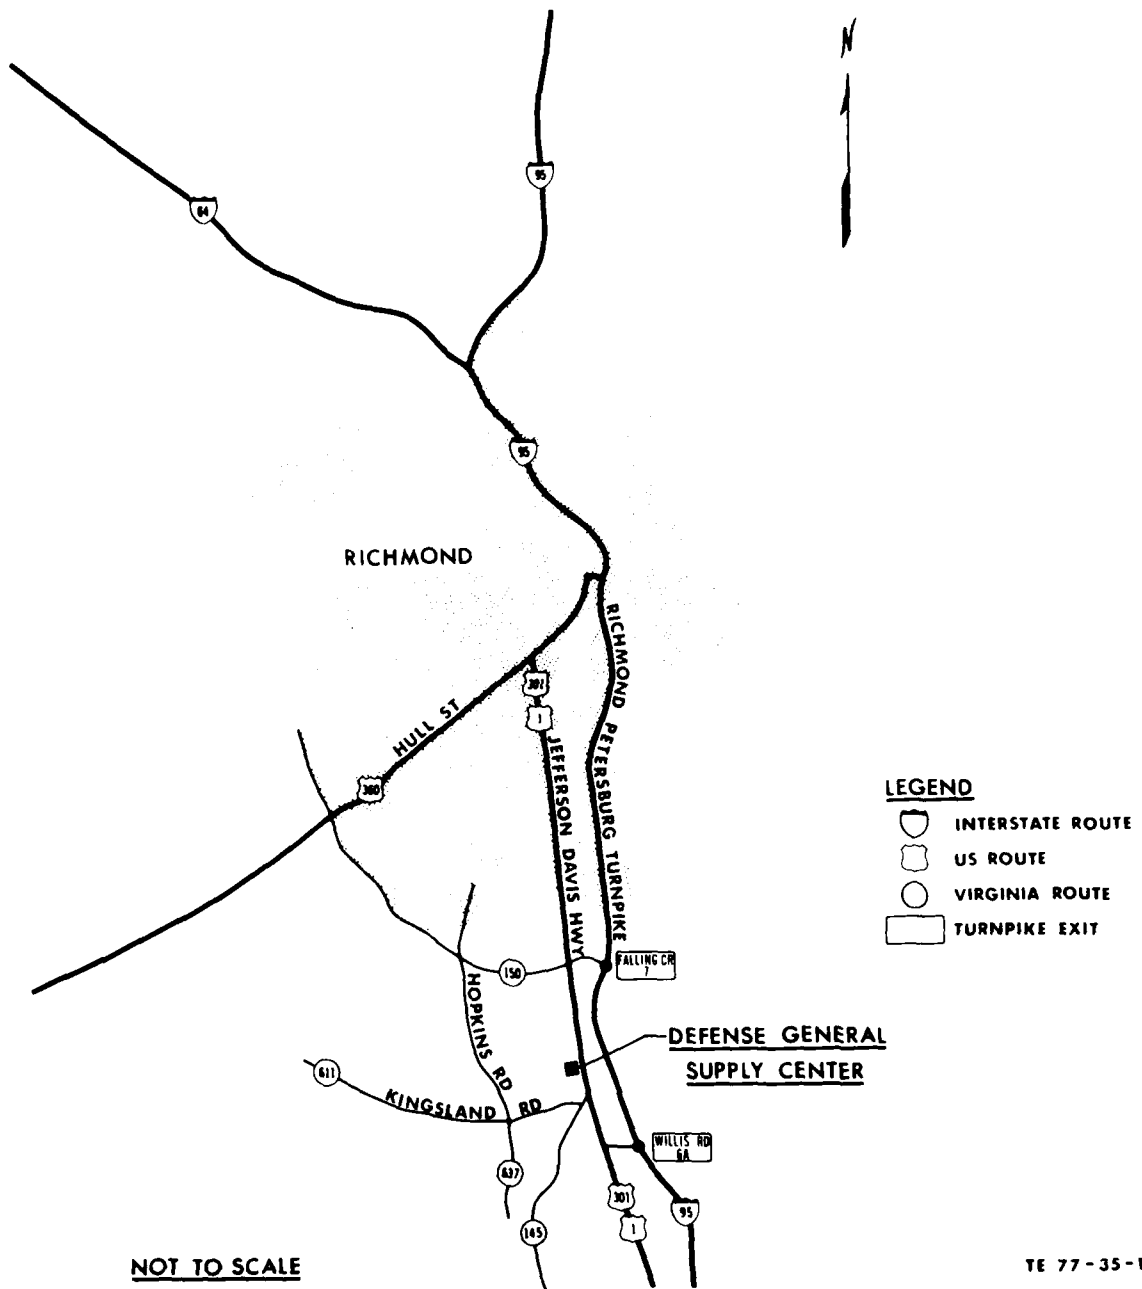 N
95
64
95
RICHMOND
RICHMOND PETERSBURG TURNPIKE
301
1
HULL ST
JEFFERSON DAVIS HWY
360
LEGEND
INTERSTATE ROUTE
US ROUTE
VIRGINIA ROUTE
TURNPIKE EXIT
FALLING CR
7
150
HOPKINS RD
DEFENSE GENERAL
SUPPLY CENTER
611
KINGSLAND RD
WILLIS RD
6A
637
301
95
145
1
NOT TO SCALE
TE 77-35-